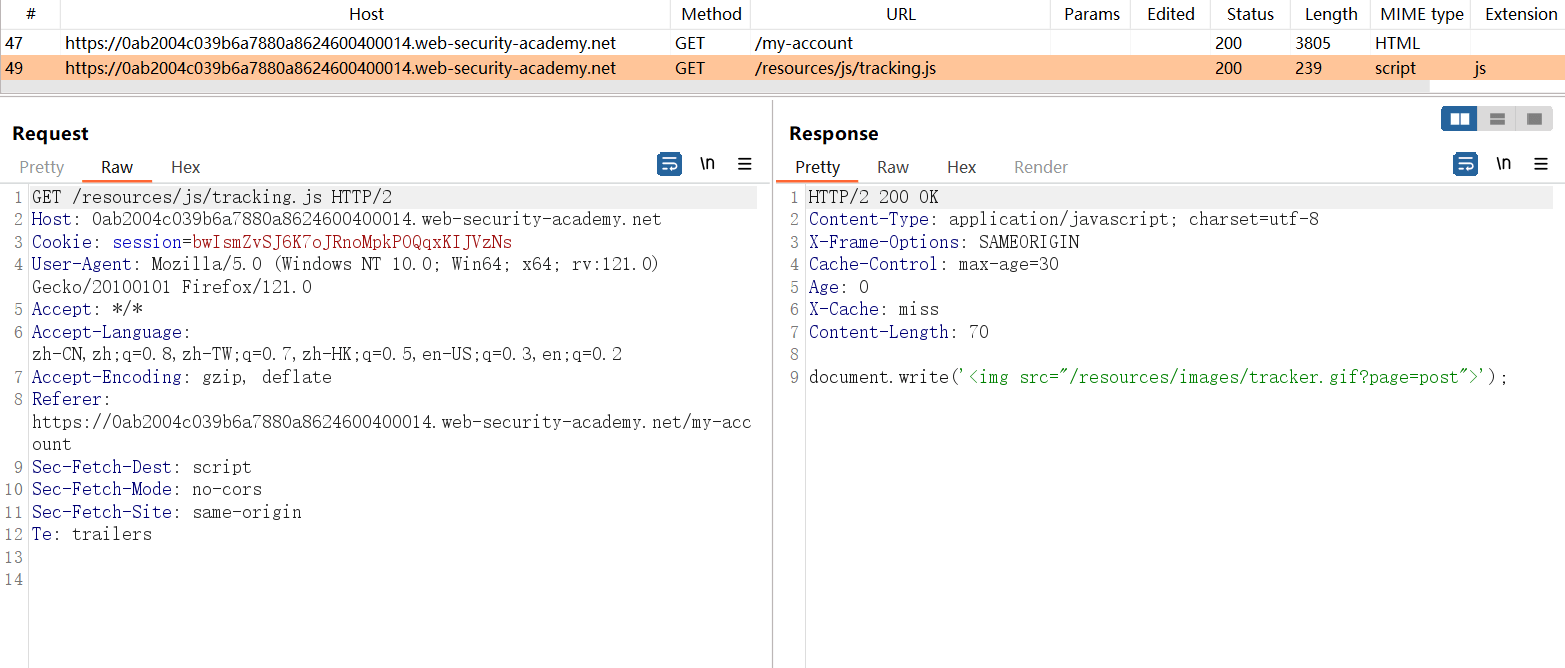 # Host Method URL Params Edited Status Length MIME type Extension
47 https://0ab2004c039b6a7880a8624600400014.web-security-academy.net GET /my-account 200 3805 HTML
49 https://0ab2004c039b6a7880a8624600400014.web-security-academy.net GET /resources/js/tracking.js 200 239 script js
Request
Pretty Raw Hex
\n
1 GET /resources/js/tracking.js HTTP/2
2 Host: 0ab2004c039b6a7880a8624600400014.web-security-academy.net
3 Cookie: session=bwIsmZvSJ6K7oJRnoMpkPOQqxKIJVzNs
4 User-Agent: Mozilla/5.0 (Windows NT 10.0; Win64; x64; rv:121.0)
Gecko/20100101 Firefox/121.0
5 Accept: */*
6 Accept-Language:
zh-CN,zh;q=0.8,zh-TW;q=0.7,zh-HK;q=0.5,en-US;q=0.3,en;q=0.2
7 Accept-Encoding: gzip, deflate
8 Referer:
https://0ab2004c039b6a7880a8624600400014.web-security-academy.net/my-acc
ount
9 Sec-Fetch-Dest: script
10 Sec-Fetch-Mode: no-cors
11 Sec-Fetch-Site: same-origin
12 Te: trailers
13
14
Response
Pretty Raw Hex Render
\n
1 HTTP/2 200 OK
2 Content-Type: application/javascript; charset=utf-8
3 X-Frame-Options: SAMEORIGIN
4 Cache-Control: max-age=30
5 Age: 0
6 X-Cache: miss
7 Content-Length: 70
8
9 document.write('<img src="/resources/images/tracker.gif?page=post">');